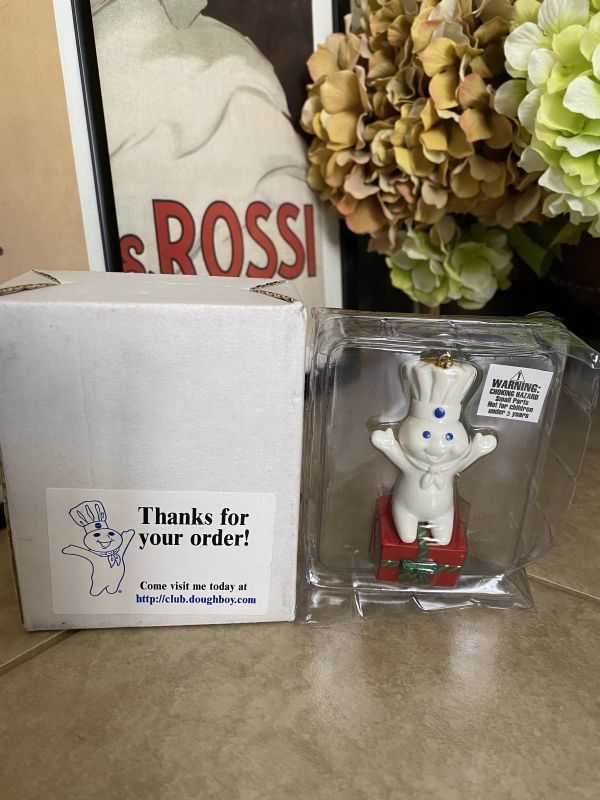 s.ROSSI
WARNING:
CHOKING HAZARD
Small Parts
Not for children
under 3 years
Thanks for
your order!
Come visit me today at
http://club.doughboy.com